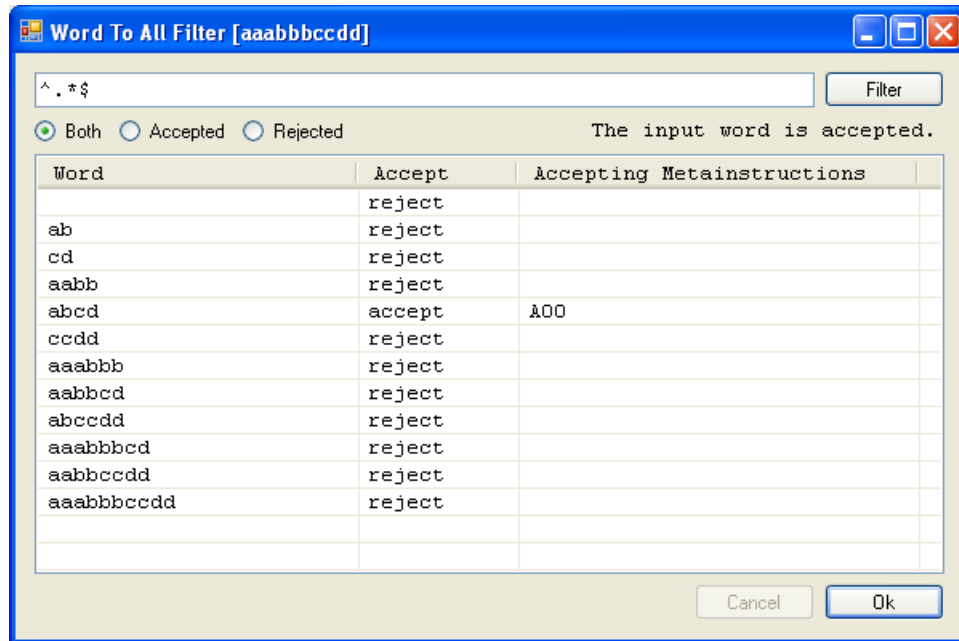 Word To All Filter [aaabbbccdd]
^.*$ Filter
Both Accepted Rejected The input word is accepted.
Word Accept Accepting Metainstructions
reject
ab reject
cd reject
aabb reject
abcd accept A00
ccdd reject
aaabbb reject
aabbcd reject
abccdd reject
aaabbbcd reject
aabbccdd reject
aaabbbccdd reject
Cancel Ok